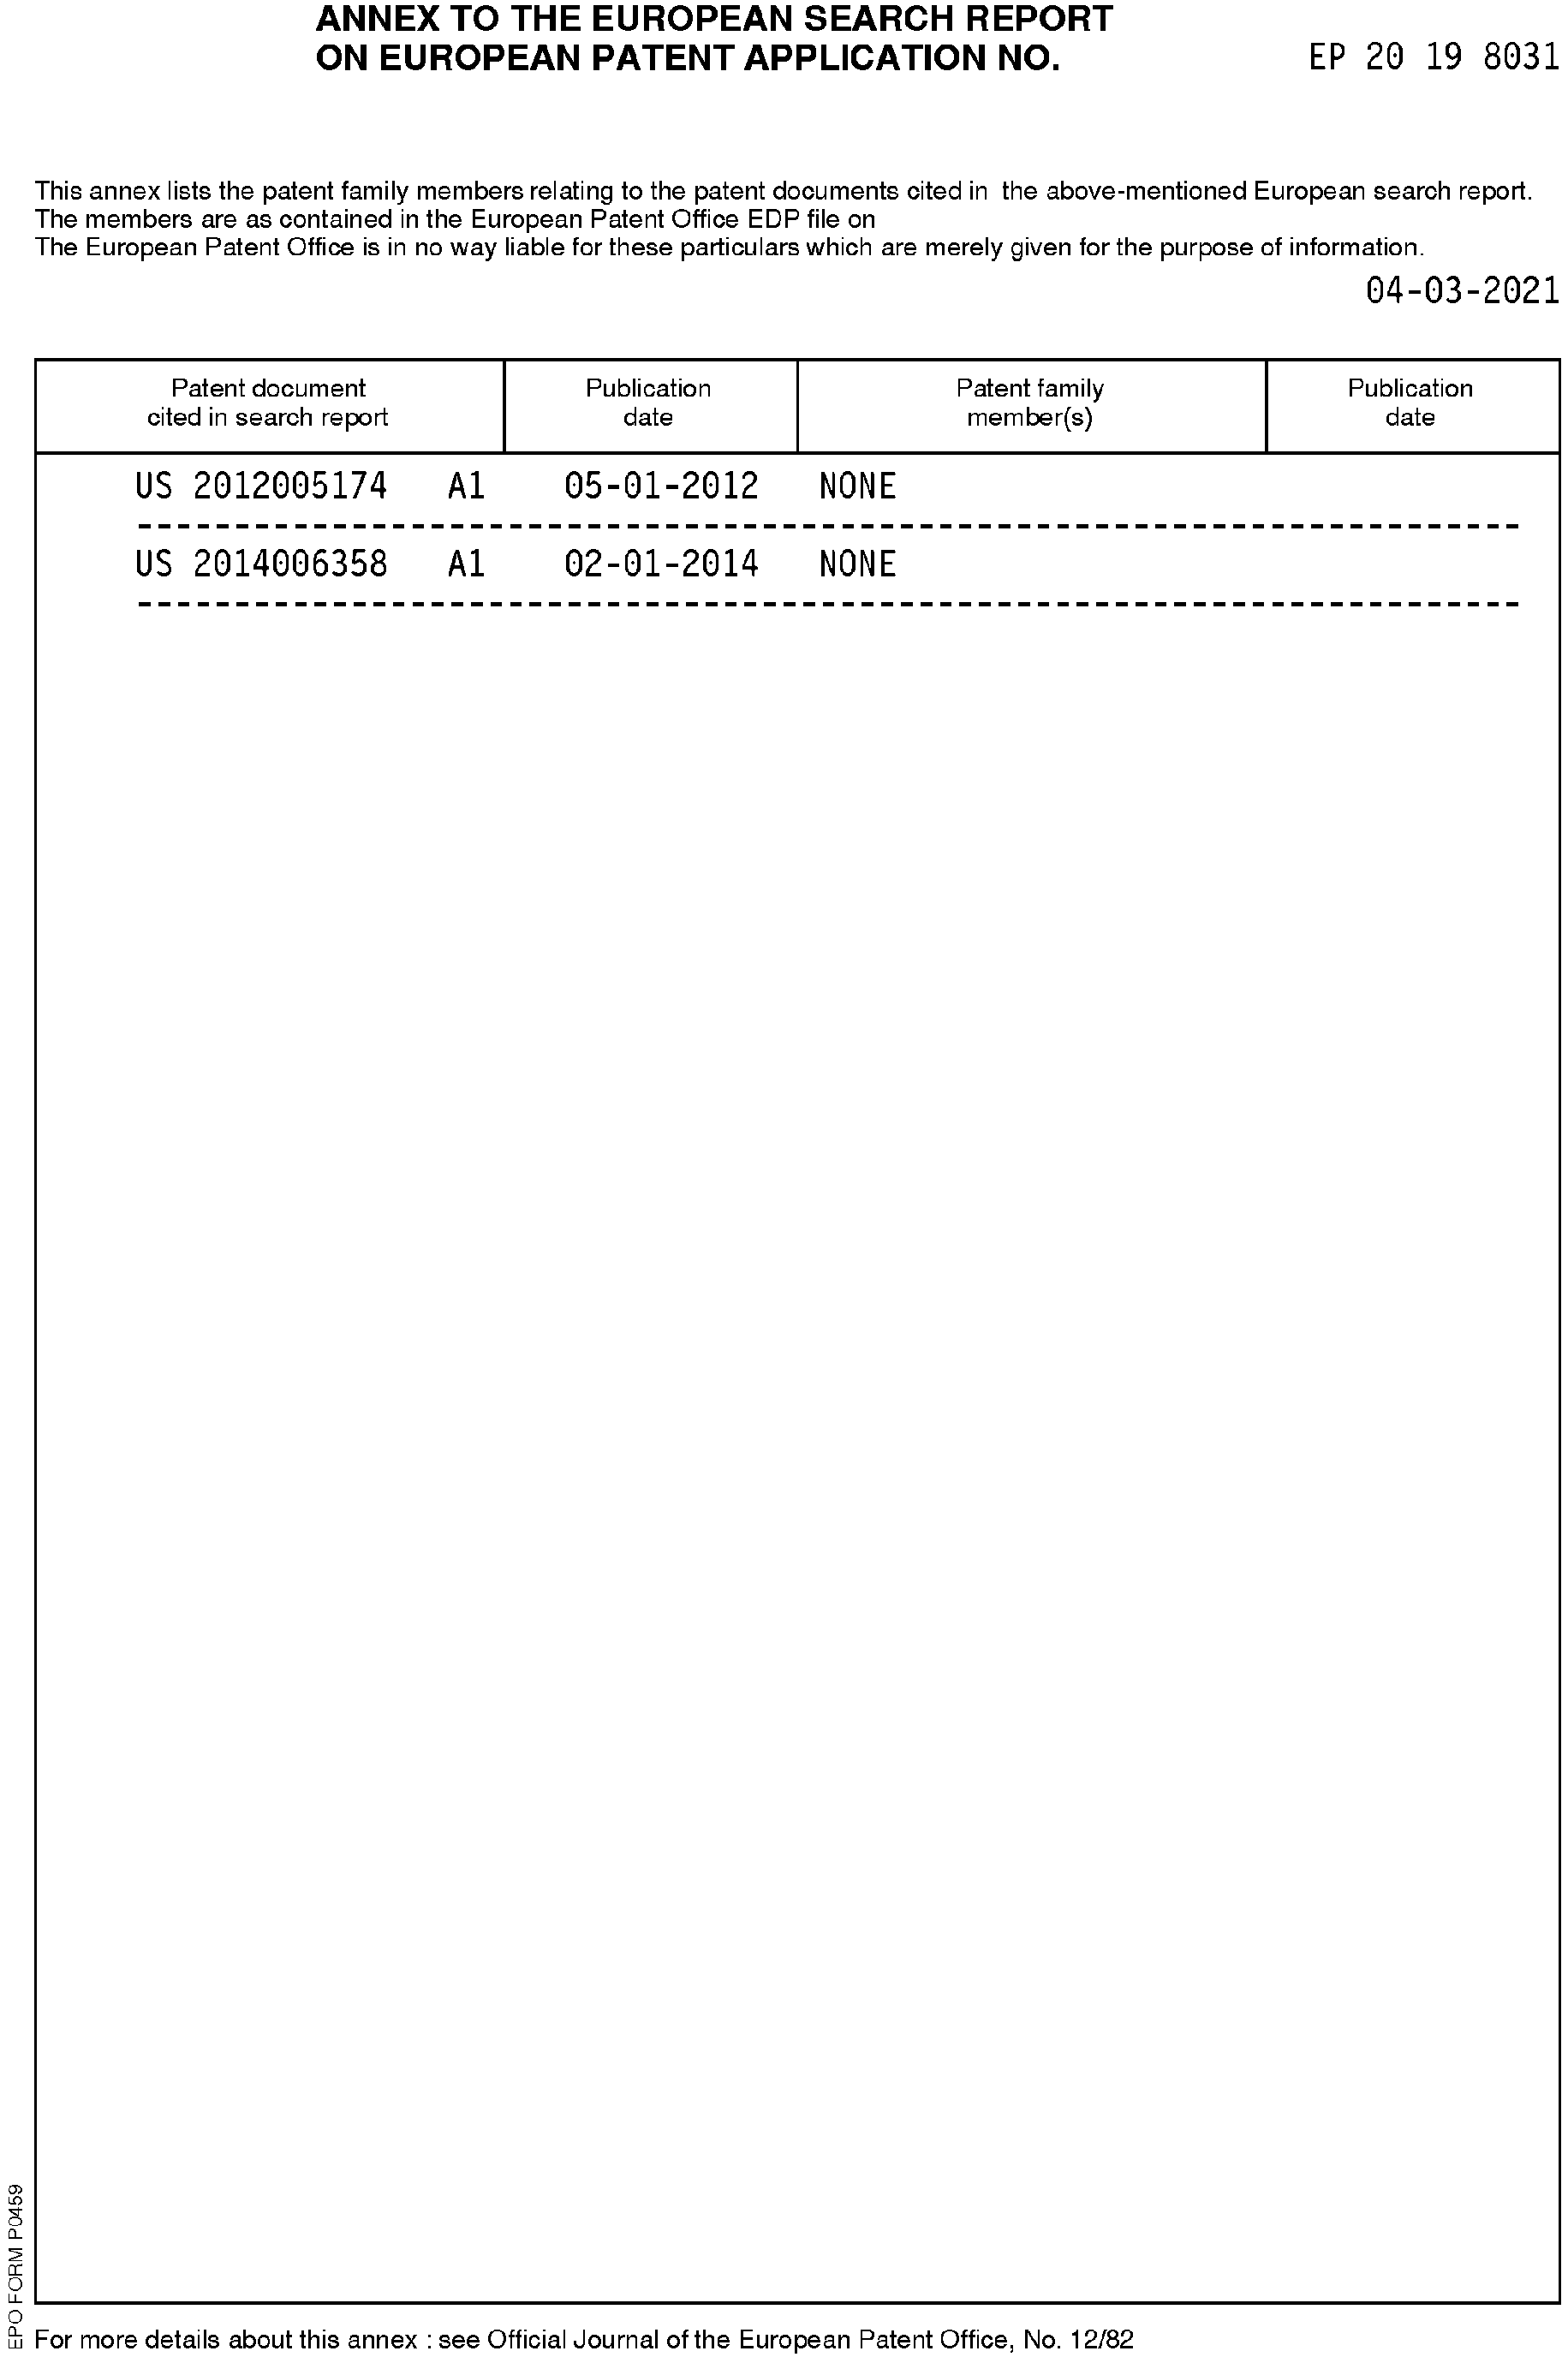 ANNEX TO THE EUROPEAN SEARCH REPORT
ON EUROPEAN PATENT APPLICATION NO. EP 20 19 8031
This annex lists the patent family members relating to the patent documents cited in the above-mentioned European search report.
The members are as contained in the European Patent Office EDP file on
The European Patent Office is in no way liable for these particulars which are merely given for the purpose of information.
04-03-2021
Patent document
cited in search report
Publication
date
Patent family
member(s)
Publication
date
US 2012005174 A1 05-01-2012 NONE
US 2014006358 A1 02-01-2014 NONE
EPO FORM P0459
For more details about this annex : see Official Journal of the European Patent Office, No. 12/82